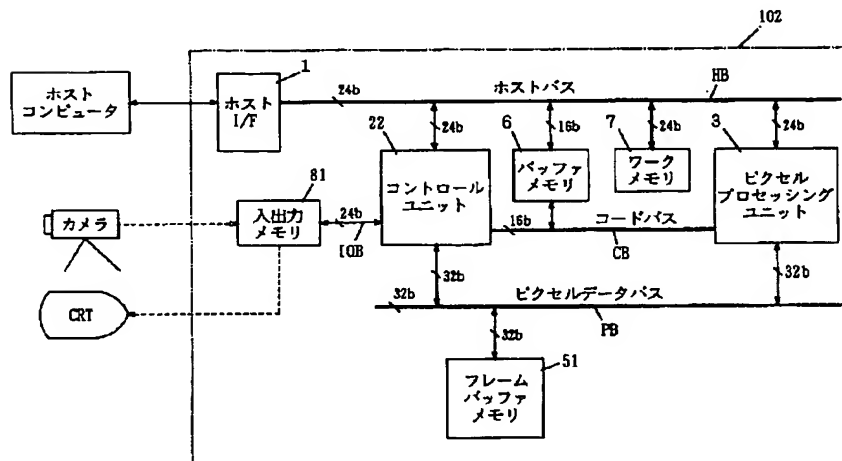 102
ホスト
コンピュータ
1
ホスト
I/F
24b
ホストバス
HB
24b
16b
24b
24b
22
コントロール
ユニット
6
バッファ
メモリ
7
ワーク
メモリ
3
ピクセル
プロセッシング
ユニット
カメラ
81
入出力
メモリ
24b
IOB
16b
コードバス
CB
32b
32b
CRT
32b
ピクセルデータバス
PB
32b
51
フレーム
バッファ
メモリ